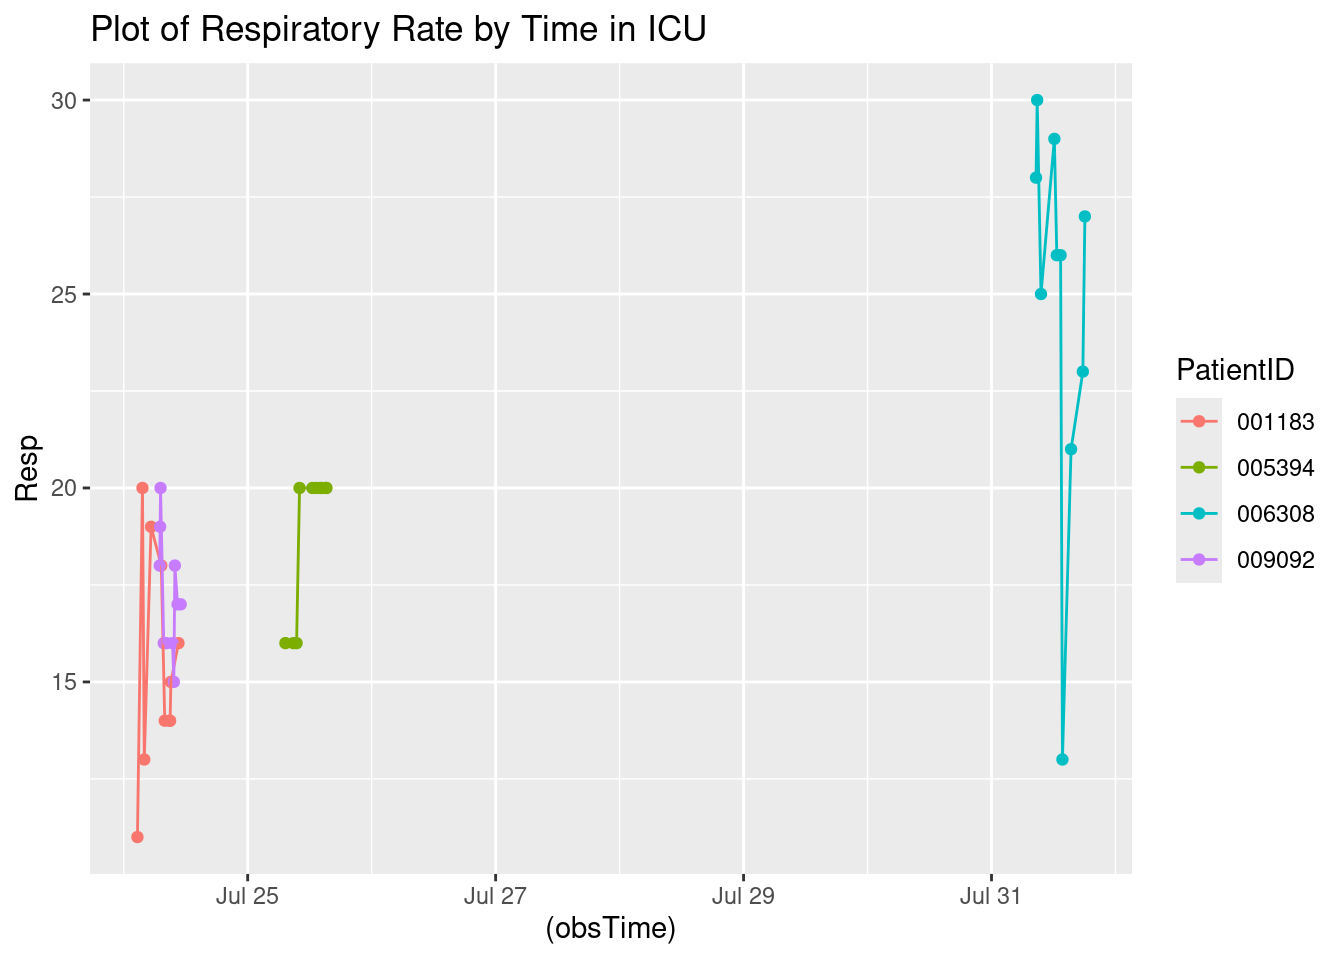 Plot of Respiratory Rate by Time in ICU
30
25
20
15
Resp
Jul 25
Jul 27
Jul 29
Jul 31
(obsTime)
PatientID
001183
005394
006308
009092